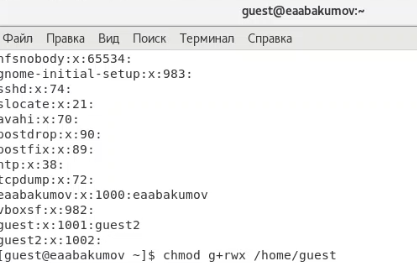 guest@eaabakumov:~
Файл Правка Вид Поиск Терминал Справка
nfsnobody:x:65534:
gnome-initial-setup:x:983:
sshd:x:74:
slocate:x:21:
avahi:x:70:
postdrop:x:90:
postfix:x:89:
ntp:x:38:
tcpdump:x:72:
eaabakumov:x:1000:eaabakumov
vboxsf:x:982:
guest:x:1001:guest2
guest2:x:1002:
[guest@eaabakumov ~]$ chmod g+rwx /home/guest